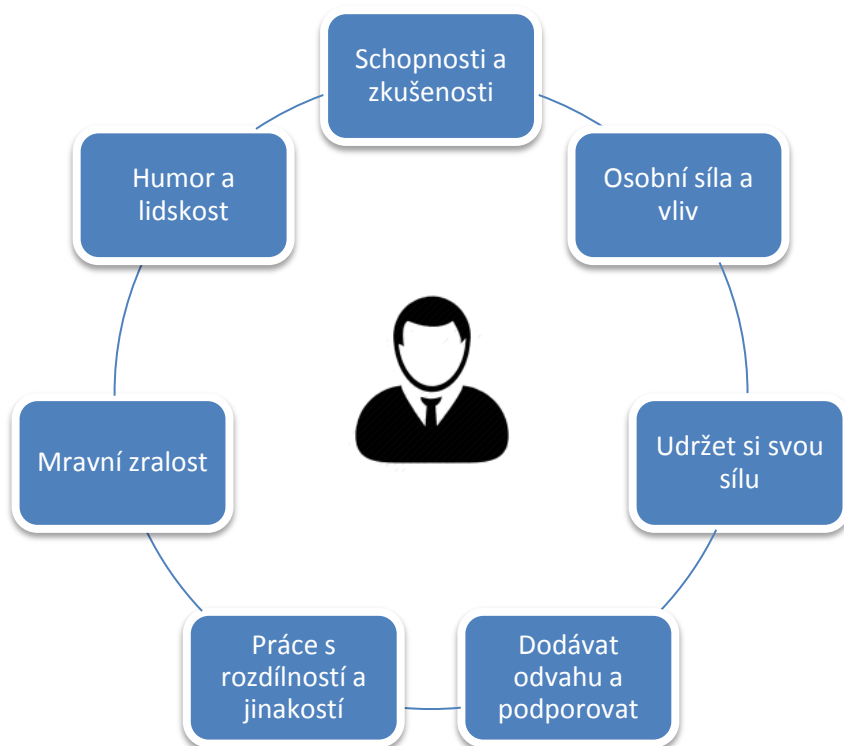 Schopnosti a
zkušenosti
Osobní síla a
vliv
Udržet si svou
sílu
Dodávat
odvahu a
podporovat
Práce s
rozdílností a
jinakostí
Mravní zralost
Humor a
lidskost